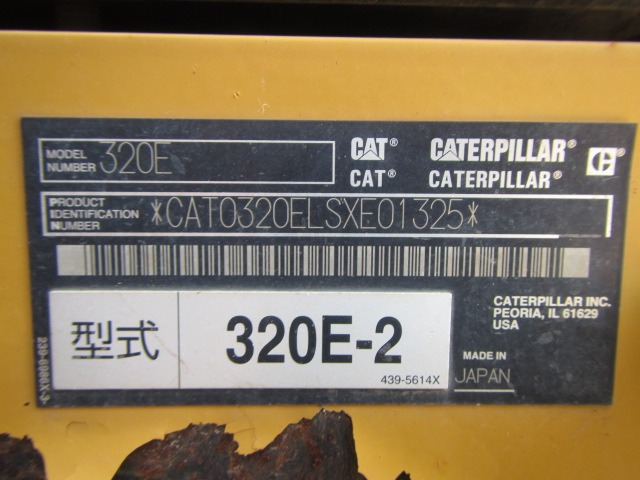 MODEL NUMBER 320E
CAT® CATERPILLAR® C®
CAT® CATERPILLAR®
PRODUCT IDENTIFICATION NUMBER *CAT0320ELSXE01325*
型式 320E-2
439-5614X
CATERPILLAR INC.
PEORIA, IL 61629
USA
MADE IN
JAPAN